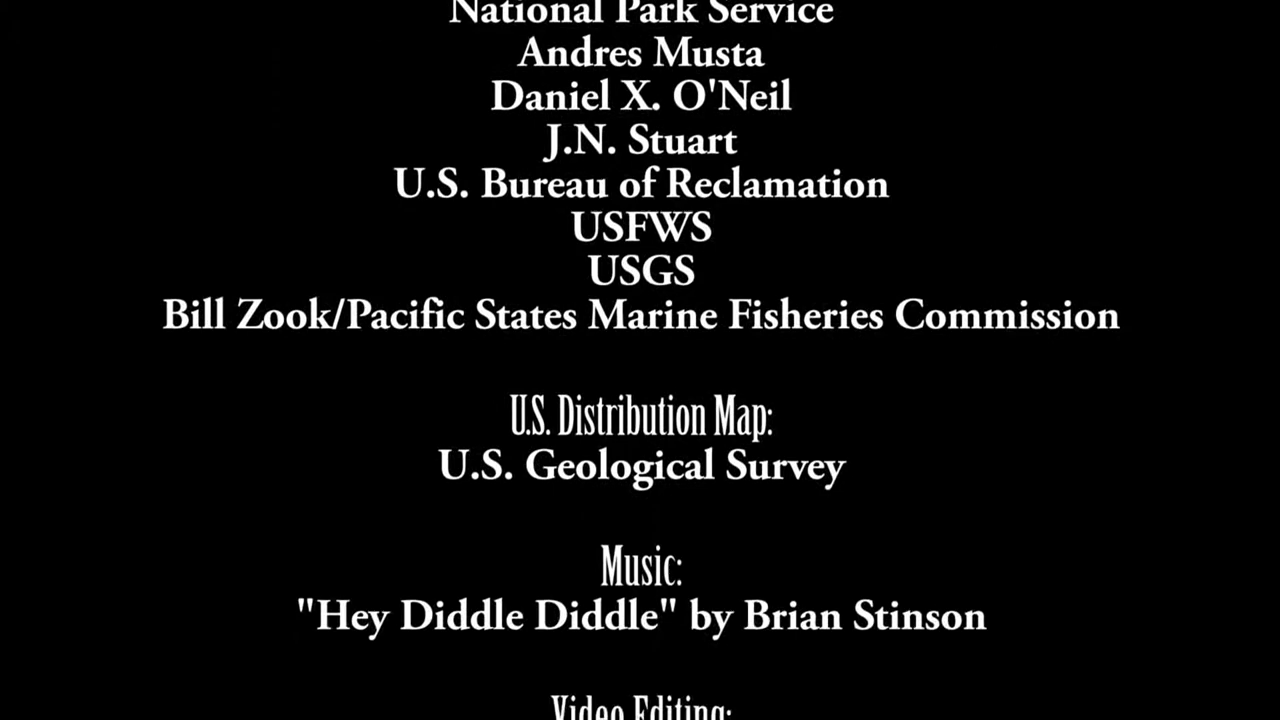 National Park Service
Andres Musta
Daniel X. O'Neil
J.N. Stuart
U.S. Bureau of Reclamation
USFWS
USGS
Bill Zook/Pacific States Marine Fisheries Commission
U.S. Distribution Map:
U.S. Geological Survey
Music:
"Hey Diddle Diddle" by Brian Stinson
Video Editing: